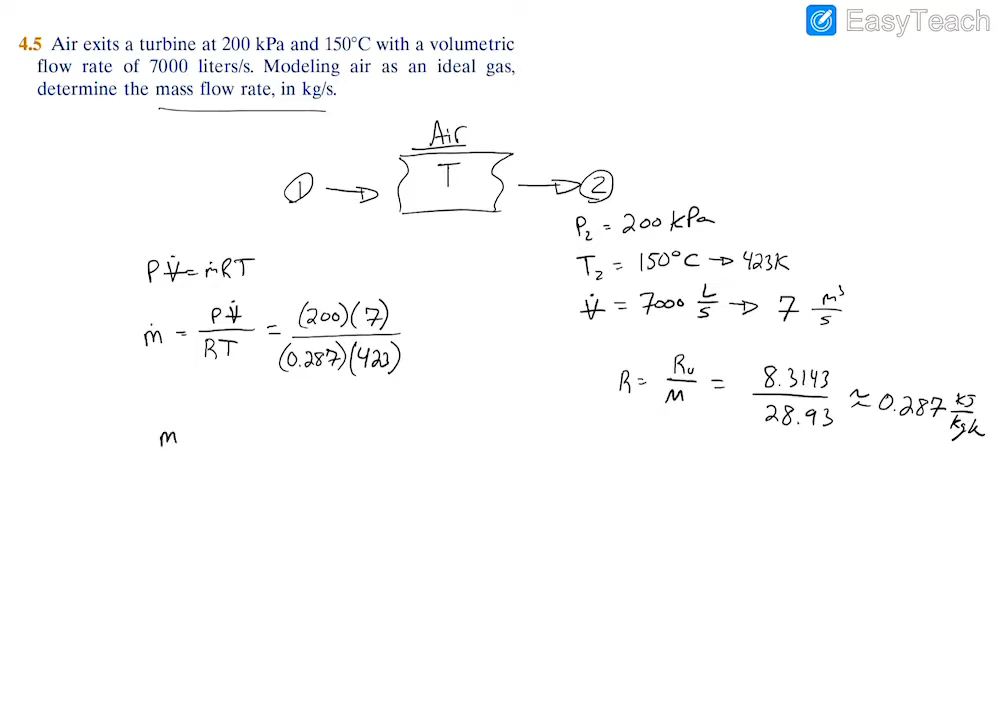 EasyTeach
4.5 Air exits a turbine at 200 kPa and 150°C with a volumetric
flow rate of 7000 liters/s. Modeling air as an ideal gas,
determine the mass flow rate, in kg/s.
Air
T
① → → ②
P₂ = 200 kPa
T₂ = 150°C → 423K
V̇ = 7000 L/s → 7 m³/s
PV̇ = ṁRT
ṁ = PV̇/RT = (200)(7)/(0.287)(423)
R = Rᵤ/M = 8.3143/28.93 ≈ 0.287 kJ/kgK
m